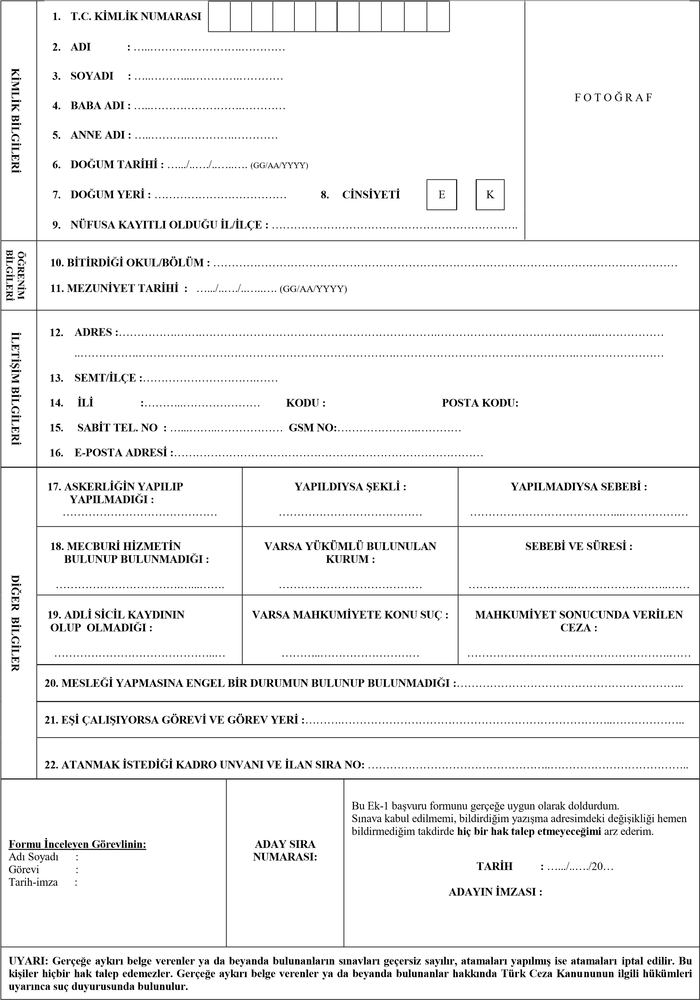 KİMLİK BİLGİLERİ
1. T.C. KİMLİK NUMARASI
2. ADI : …..…………………….…………
3. SOYADI : …..………...……….….…………
4. BABA ADI : …..…………………….…………
5. ANNE ADI : …..……….………….…………
6. DOĞUM TARİHİ : ….../..…./..…..…. (GG/AA/YYYY)
7. DOĞUM YERİ : ……………………………… 8. CİNSİYETİ E K
9. NÜFUSA KAYITLI OLDUĞU İL/İLÇE : ………………………………………………………….
FOTOĞRAF
ÖĞRENİM
BİLGİLERİ
10. BİTİRDİĞİ OKUL/BÖLÜM : ………………………………………………………………………………………………………………
11. MEZUNİYET TARİHİ : ….../..…./..…..…. (GG/AA/YYYY)
İLETİŞİM BİLGİLERİ
12. ADRES :…………….…….……………………………………………………….……………………………………..………………
..…………….…………………………………………………………….………………………………………….……………………
13. SEMT/İLÇE :………………………….……
14. İLİ :………..………………… KODU : POSTA KODU:
15. SABİT TEL. NO : …...……...……………… GSM NO:………………….…………
16. E-POSTA ADRESİ :…………………………………………………………………………
DİĞER BİLGİLER
17. ASKERLİĞİN YAPILIP
YAPILMADIĞI :
……………………………………
YAPILDIYSA ŞEKLİ :
…………………………………
YAPILMADIYSA SEBEBİ :
…………………………………...………………
18. MECBURİ HİZMETİN
BULUNUP BULUNMADIĞI :
…………………………….…...…….
VARSA YÜKÜMLÜ BULUNULAN
KURUM :
…………………………………
SEBEBİ VE SÜRESİ :
………………………..……………………..……
19. ADLİ SİCİL KAYDININ
OLUP OLMADIĞI :
……………………………………...…
VARSA MAHKUMİYETE KONU SUÇ :
………...………………………
MAHKUMİYET SONUCUNDA VERİLEN
CEZA :
……………………………………………….……
20. MESLEĞİ YAPMASINA ENGEL BİR DURUMUN BULUNUP BULUNMADIĞI :……………………………………………………..
21. EŞİ ÇALIŞIYORSA GÖREVİ VE GÖREV YERİ :……….………………………………………………………………..………………..
22. ATANMAK İSTEDİĞİ KADRO UNVANI VE İLAN SIRA NO: …………………………………………..………………………………..
Formu İnceleyen Görevlinin:
Adı Soyadı :
Görevi :
Tarih-imza :
ADAY SIRA
NUMARASI:
Bu Ek-1 başvuru formunu gerçeğe uygun olarak doldurdum.
Sınava kabul edilmemi, bildirdiğim yazışma adresimdeki değişikliği hemen
bildirmediğim takdirde hiç bir hak talep etmeyeceğimi arz ederim.
TARİH : ….../..…./20…
ADAYIN İMZASI :
UYARI: Gerçeğe aykırı belge verenler ya da beyanda bulunanların sınavları geçersiz sayılır, atamaları yapılmış ise atamaları iptal edilir. Bu
kişiler hiçbir hak talep edemezler. Gerçeğe aykırı belge verenler ya da beyanda bulunanlar hakkında Türk Ceza Kanununun ilgili hükümleri
uyarınca suç duyurusunda bulunulur.